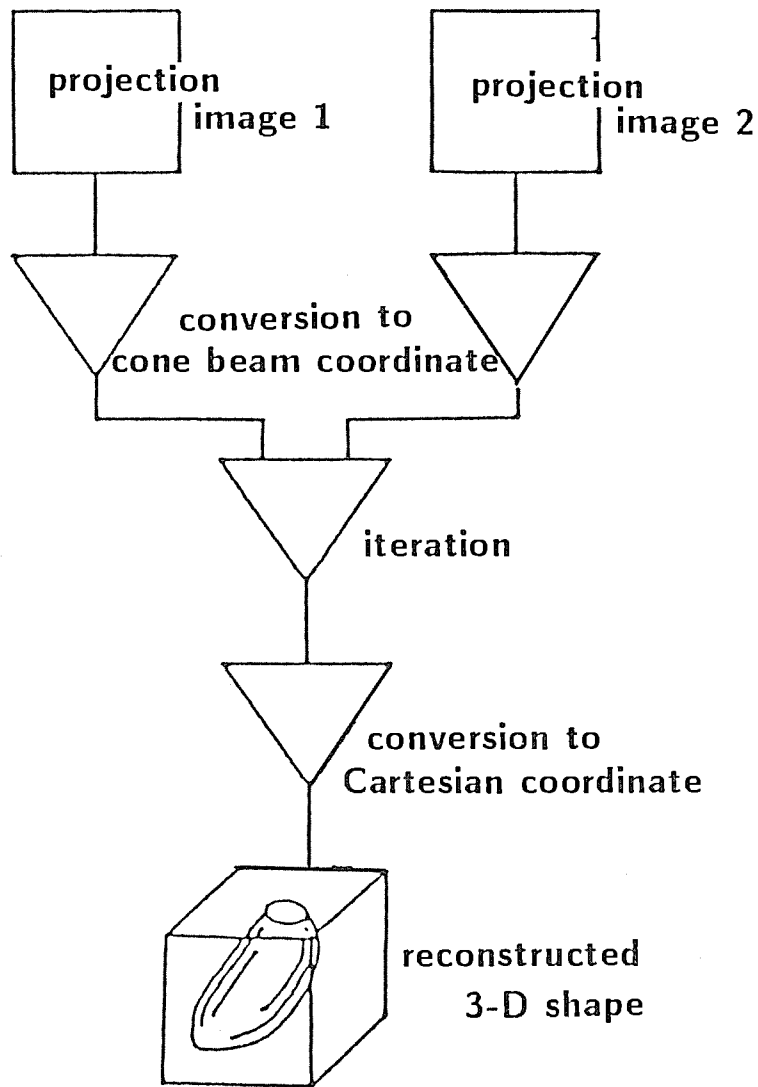 projection
image 1
projection
image 2
conversion to
cone beam coordinate
iteration
conversion to
Cartesian coordinate
reconstructed
3-D shape